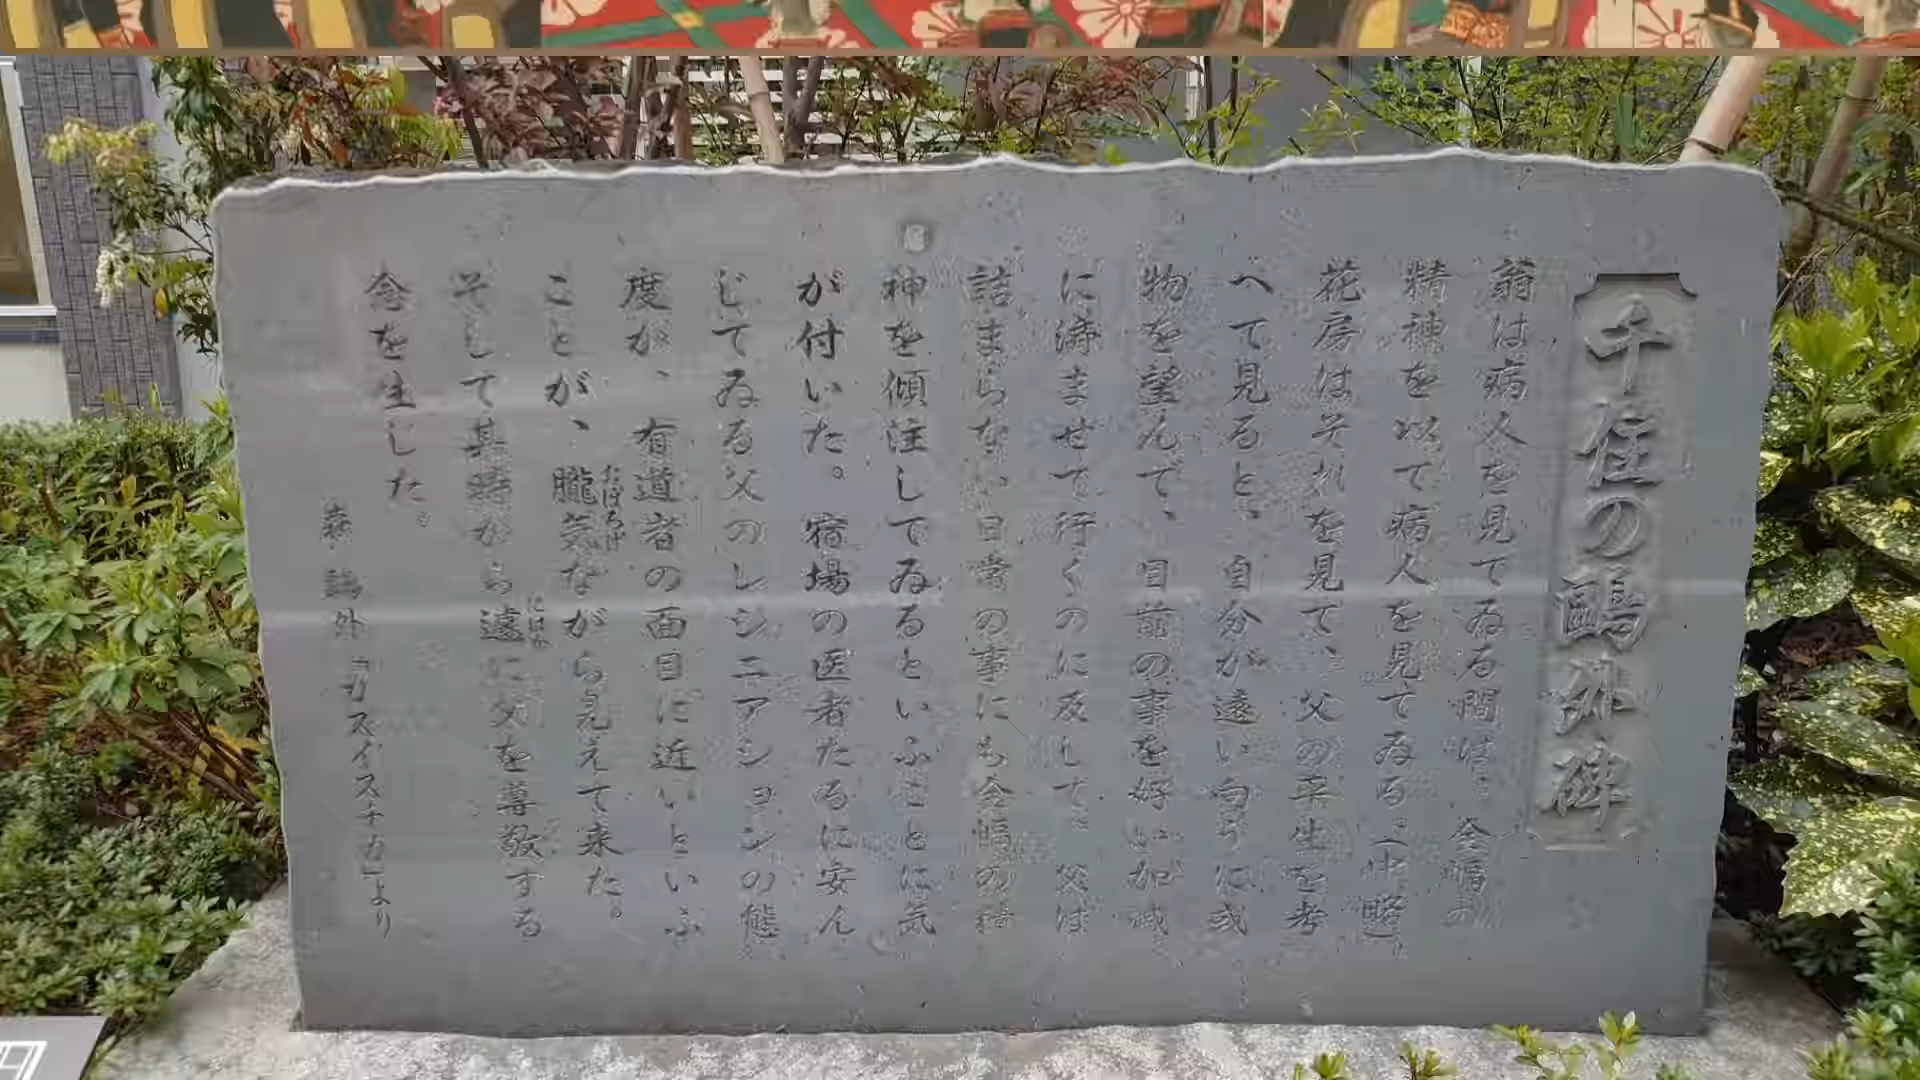 千住の鷗外碑
翁は病人を見てゐる間は、全幅の
精神を以て病人を見てゐる。(中略)
花房はそれを見て、父の平生を考
へて見ると、自分が遠い向うに或
物を望んで、目前の事を好い加減
に済ませて行くのに反して、父は
詰まらない日常の事にも全幅の精
神を傾注してゐるといふことに気
が付いた。宿場の医者たるに安ん
じてゐる父のレジニアションの態
度が、有道者の面目に近いといふ
ことが、朧気ながら見えて来た。
おぼろげ
そして其時から遠に父を尊敬する
にはか
念を生じた。
森鷗外「カズイスチカ」より